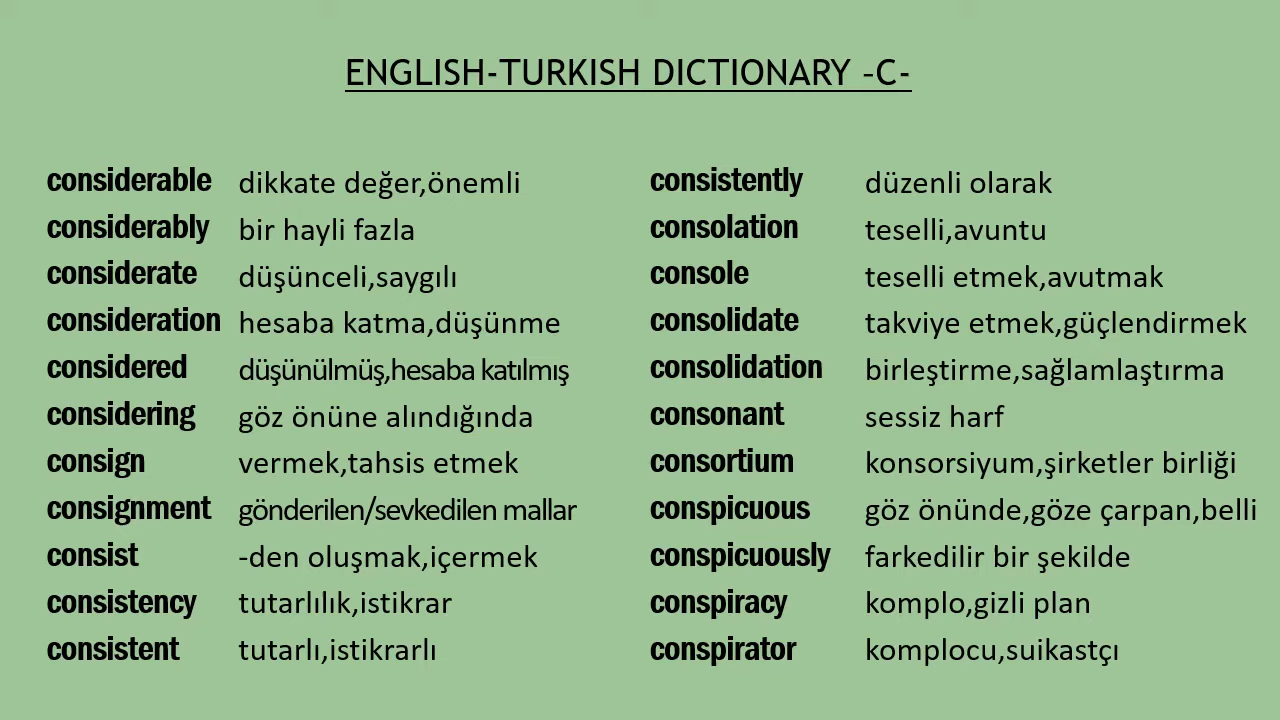 ENGLISH-TURKISH DICTIONARY –C-
considerable dikkate değer,önemli
considerably bir hayli fazla
considerate düşünceli,saygılı
consideration hesaba katma,düşünme
considered düşünülmüş,hesaba katılmış
considering göz önüne alındığında
consign vermek,tahsis etmek
consignment gönderilen/sevkedilen mallar
consist -den oluşmak,içermek
consistency tutarlılık,istikrar
consistent tutarlı,istikrarlı
consistently düzenli olarak
consolation teselli,avuntu
console teselli etmek,avutmak
consolidate takviye etmek,güçlendirmek
consolidation birleştirme,sağlamlaştırma
consonant sessiz harf
consortium konsorsiyum,şirketler birliği
conspicuous göz önünde,göze çarpan,belli
conspicuously farkedilir bir şekilde
conspiracy komplo,gizli plan
conspirator komplocu,suikastçı